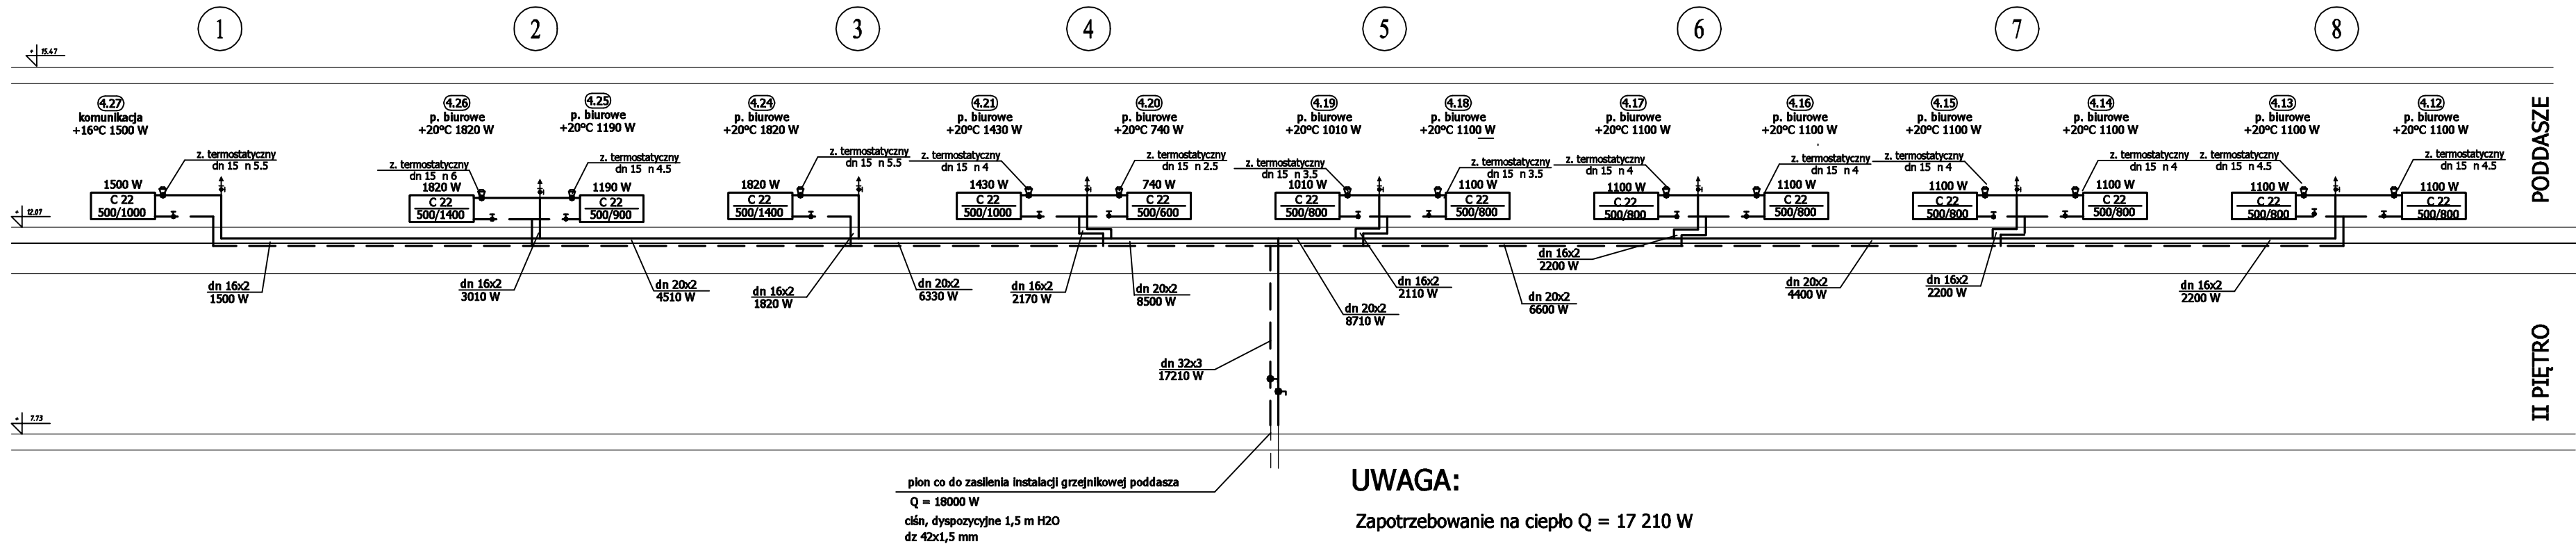 1 2 3 4 5 6 7 8
15.47
4.27
komunikacja
+16°C 1500 W
4.26
p. biurowe
+20°C 1820 W
4.25
p. biurowe
+20°C 1190 W
4.24
p. biurowe
+20°C 1820 W
4.21
p. biurowe
+20°C 1430 W
4.20
p. biurowe
+20°C 740 W
4.19
p. biurowe
+20°C 1010 W
4.18
p. biurowe
+20°C 1100 W
4.17
p. biurowe
+20°C 1100 W
4.16
p. biurowe
+20°C 1100 W
4.15
p. biurowe
+20°C 1100 W
4.14
p. biurowe
+20°C 1100 W
4.13
p. biurowe
+20°C 1100 W
4.12
p. biurowe
+20°C 1100 W
PODDASZE
z. termostatyczny
dn 15 n 5.5
1500 W
C 22
500/1000
z. termostatyczny
dn 15 n 6
1820 W
C 22
500/1400
z. termostatyczny
dn 15 n 4.5
1190 W
C 22
500/900
z. termostatyczny
dn 15 n 5.5
1820 W
C 22
500/1400
z. termostatyczny
dn 15 n 4
1430 W
C 22
500/1000
z. termostatyczny
dn 15 n 2.5
740 W
C 22
500/600
z. termostatyczny
dn 15 n 3.5
1010 W
C 22
500/800
z. termostatyczny
dn 15 n 3.5
1100 W
C 22
500/800
z. termostatyczny
dn 15 n 4
1100 W
C 22
500/800
z. termostatyczny
dn 15 n 4
1100 W
C 22
500/800
z. termostatyczny
dn 15 n 4
1100 W
C 22
500/800
z. termostatyczny
dn 15 n 4
1100 W
C 22
500/800
z. termostatyczny
dn 15 n 4.5
1100 W
C 22
500/800
z. termostatyczny
dn 15 n 4.5
1100 W
C 22
500/800
12.07
dn 16x2
1500 W
dn 16x2
3010 W
dn 20x2
4510 W
dn 16x2
1820 W
dn 20x2
6330 W
dn 16x2
2170 W
dn 20x2
8500 W
dn 20x2
8710 W
dn 16x2
2110 W
dn 20x2
6600 W
dn 16x2
2200 W
dn 20x2
4400 W
dn 16x2
2200 W
dn 16x2
2200 W
dn 32x3
17210 W
II PIĘTRO
7.73
pion co do zasilenia instalacji grzejnikowej poddasza
Q = 18000 W
ciśn, dyspozycyjne 1,5 m H2O
dz 42x1,5 mm
UWAGA:
Zapotrzebowanie na ciepło Q = 17 210 W